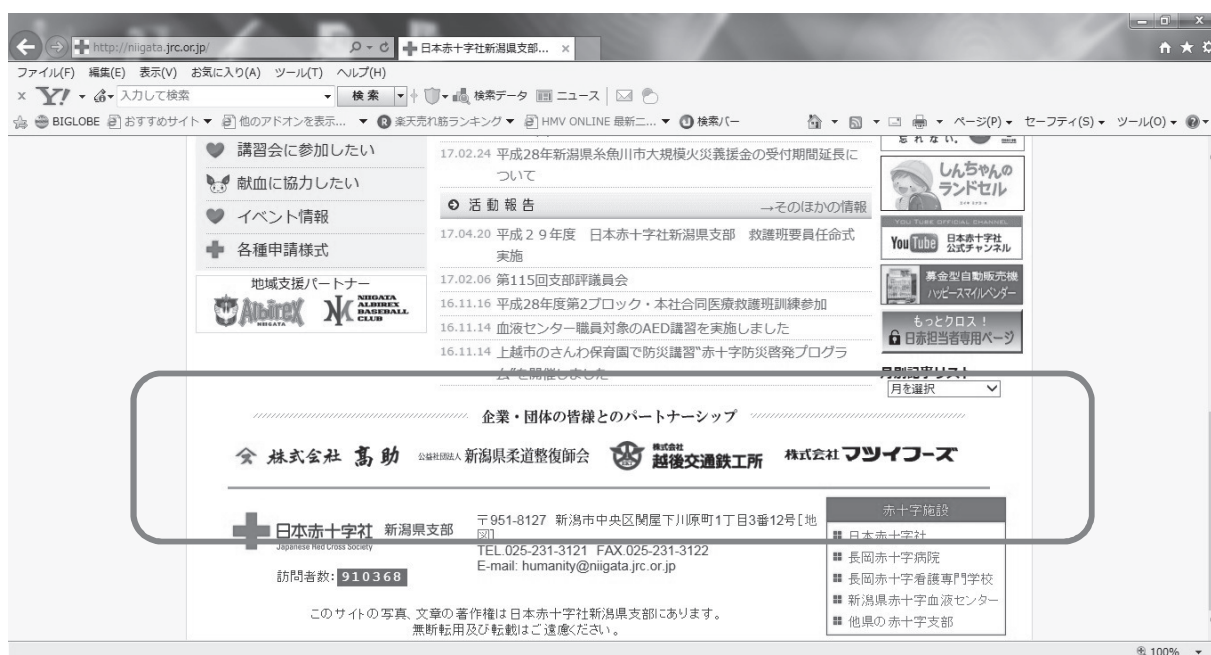 http://niigata.jrc.or.jp/
日本赤十字社新潟県支部...
ファイル(F) 編集(E) 表示(V) お気に入り(A) ツール(T) ヘルプ(H)
入力して検索 検索 検索データ ニュース
BIGLOBE おすすめサイト 他のアドオンを表示... 楽天売れ筋ランキング HMV ONLINE 最新ニ... 検索バー ページ(P) セーフティ(S) ツール(O)
講習会に参加したい
献血に協力したい
イベント情報
各種申請様式
地域支援パートナー
Albirex
NIIGATA
NIIGATA
ALBIREX
BASEBALL
CLUB
17.02.24 平成28年新潟県糸魚川市大規模火災義援金の受付期間延長に
ついて
活動報告
→そのほかの情報
17.04.20 平成29年度 日本赤十字社新潟県支部 救護班要員任命式
実施
17.02.06 第115回支部評議員会
16.11.16 平成28年度第2ブロック・本社合同医療救護班訓練参加
16.11.14 血液センター職員対象のAED講習を実施しました
16.11.14 上越市のさんわ保育園で防災講習“赤十字防災啓発プログラ
ム”を開催しました
忘れない。
しんちゃんの
ランドセル
YOU TUBE OFFICIAL CHANNEL
YouTube 日本赤十字社
公式チャンネル
募金型自動販売機
ハッピースマイルベンダー
もっとクロス!
日赤担当者専用ページ
月別記事リスト
月を選択
企業・団体の皆様とのパートナーシップ
株式会社 髙助
公益社団法人 新潟県柔道整復師会
株式会社
越後交通鉄工所
株式会社マツイフーズ
日本赤十字社 新潟県支部
Japanese Red Cross Society
訪問者数: 910368
〒951-8127 新潟市中央区関屋下川原町1丁目3番12号[地
図]
TEL.025-231-3121 FAX.025-231-3122
E-mail: humanity@niigata.jrc.or.jp
赤十字施設
日本赤十字社
長岡赤十字病院
長岡赤十字看護専門学校
新潟県赤十字血液センター
他県の赤十字支部
このサイトの写真、文章の著作権は日本赤十字社新潟県支部にあります。
無断転用及び転載はご遠慮ください。
100%